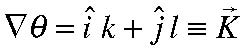 ∇θ = î k + ĵ l ≡ K⃗